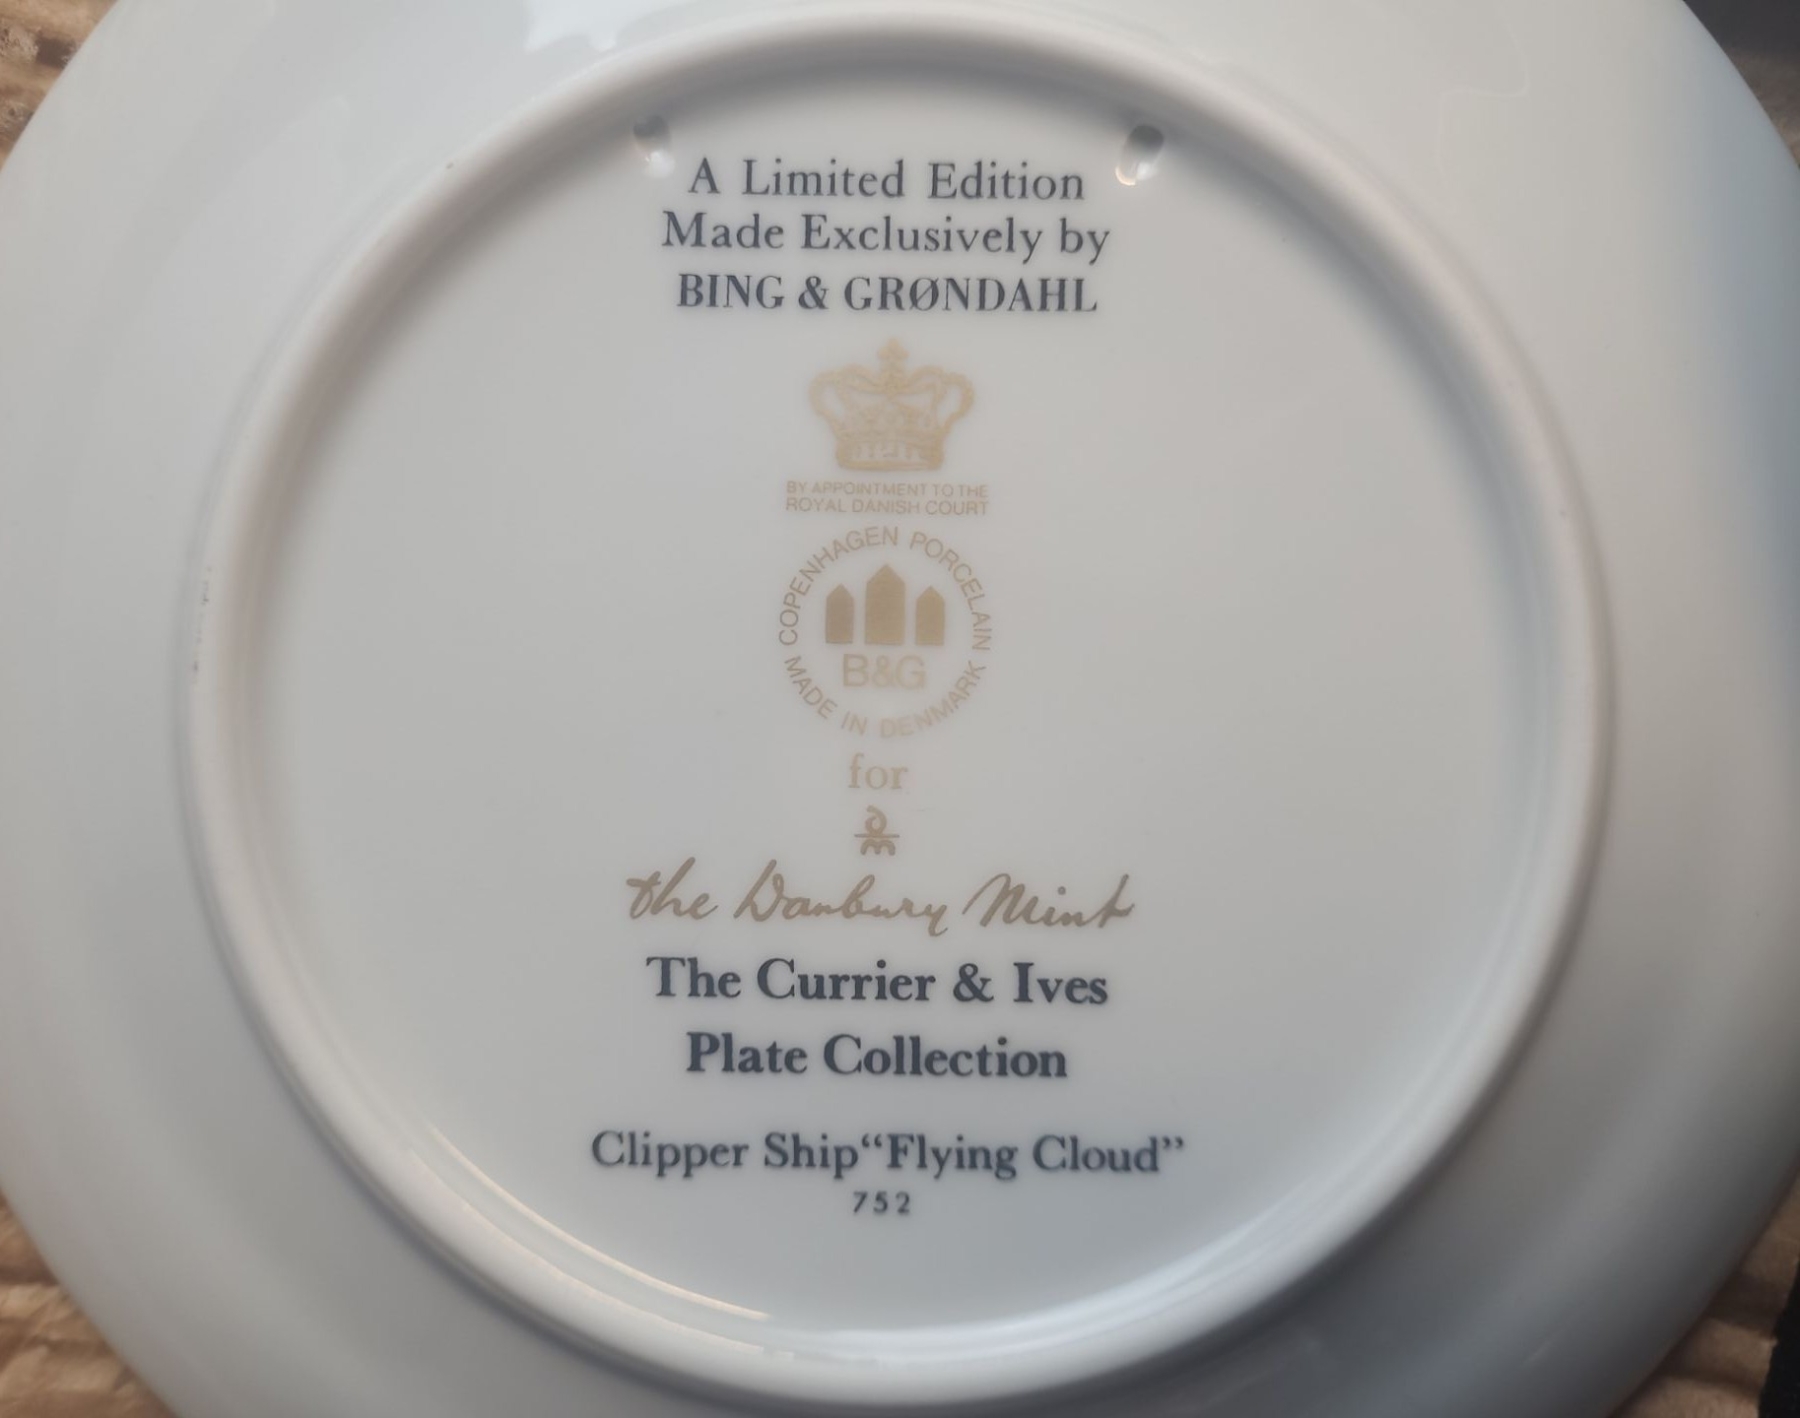 A Limited Edition
Made Exclusively by
BING & GRØNDAHL
BY APPOINTMENT TO THE
ROYAL DANISH COURT
COPENHAGEN PORCELAIN
MADE IN DENMARK
B&G
for
dm
the Danbury Mint
The Currier & Ives
Plate Collection
Clipper Ship“Flying Cloud”
752